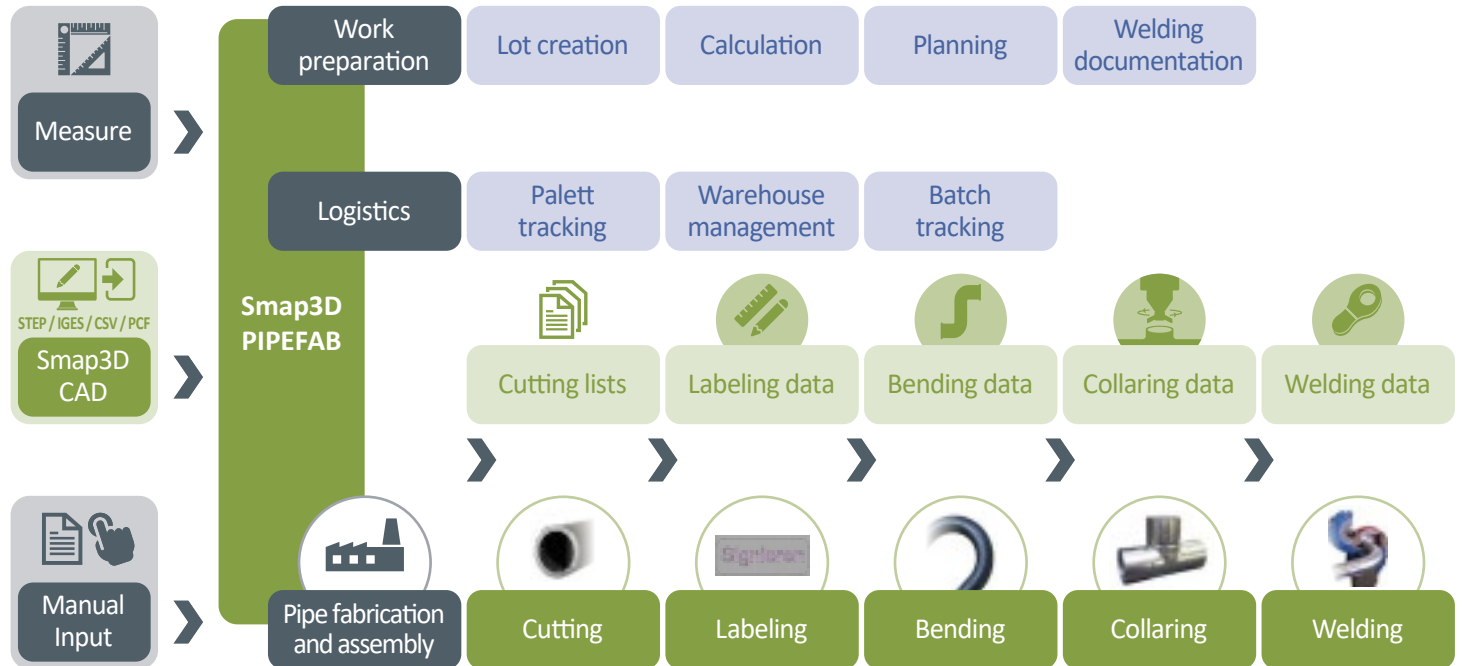 Work
preparation
Lot creation
Calculation
Planning
Welding
documentation
Measure
Logistics
Palett
tracking
Warehouse
management
Batch
tracking
STEP / IGES / CSV / PCF
Smap3D
CAD
Smap3D
PIPEFAB
Cutting lists
Labeling data
Bending data
Collaring data
Welding data
Signieren
Manual
Input
Pipe fabrication
and assembly
Cutting
Labeling
Bending
Collaring
Welding